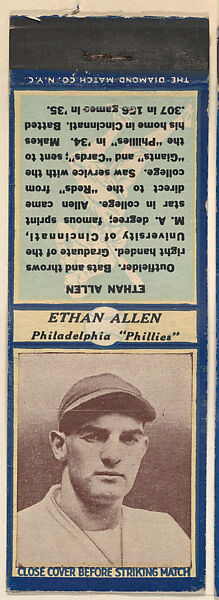 THE DIAMOND MATCH CO. N.Y.C.
ETHAN ALLEN
Outfielder. Bats and throws
right handed. Graduate of the
University of Cincinnati,
M. A. degree; famous sprint
star in college. Allen came
direct to the "Reds" from
college. Saw service with the
"Giants" and "Cards"; sent to
"Phillies" in '34. Makes
his home in Cincinnati. Batted
.307 in 156 games in '35.
ETHAN ALLEN
Philadelphia "Phillies"
CLOSE COVER BEFORE STRIKING MATCH